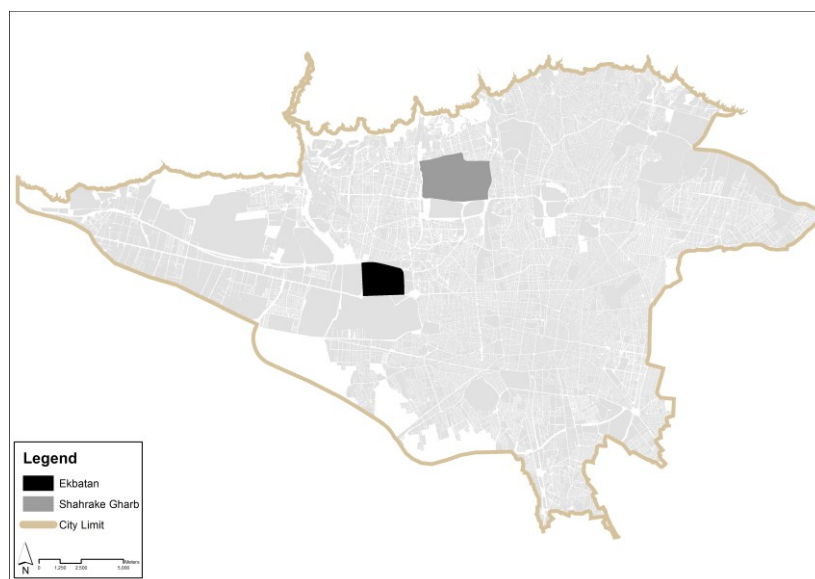 Legend
Ekbatan
Shahrake Gharb
City Limit
N
Meters
0 1,250 2,500 5,000